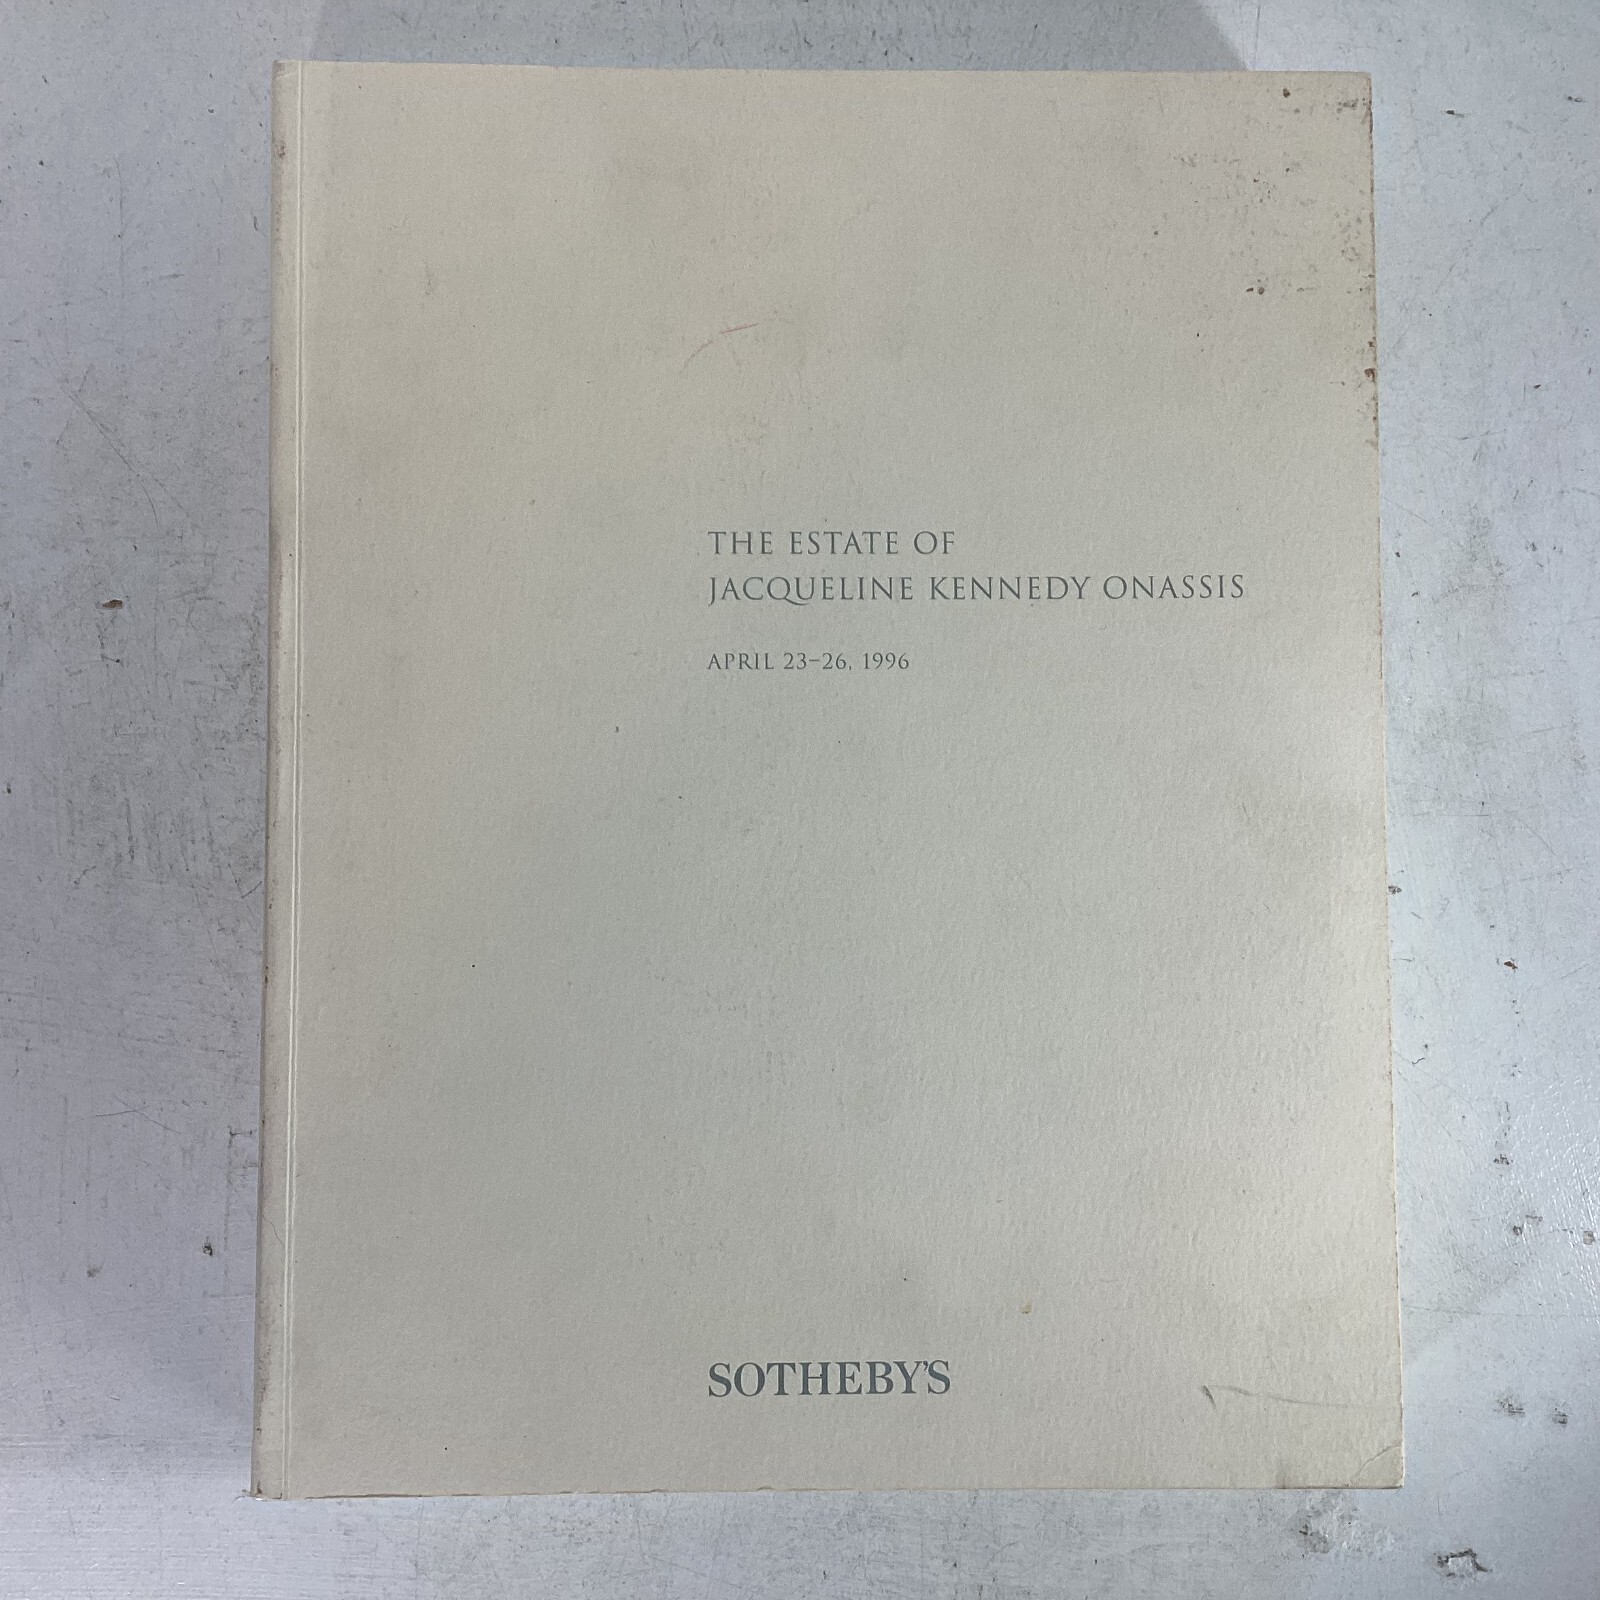 THE ESTATE OF
JACQUELINE KENNEDY ONASSIS
APRIL 23–26, 1996
SOTHEBY'S